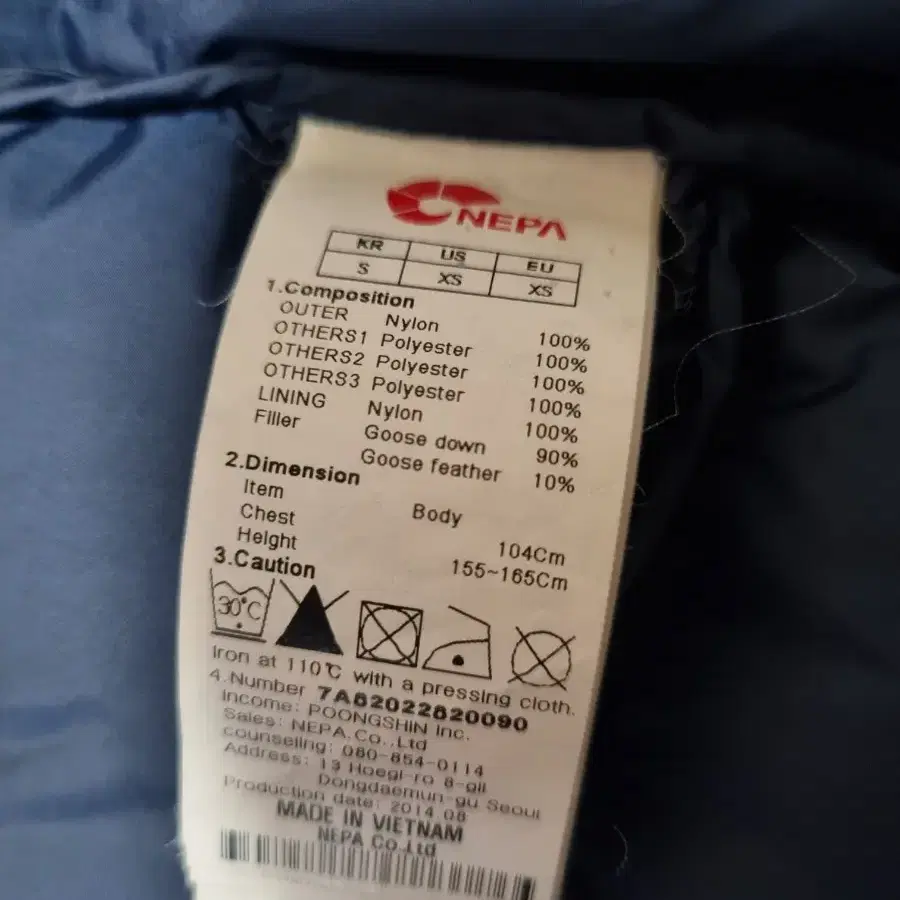 NEPA
KR US EU
S XS XS
1.Composition
OUTER Nylon 100%
OTHERS1 Polyester 100%
OTHERS2 Polyester 100%
OTHERS3 Polyester 100%
LINING Nylon 100%
Filler Goose down 90%
Goose feather 10%
2.Dimension
Item Body
Chest 104Cm
Height 155~165Cm
3.Caution
30°C
Iron at 110℃ with a pressing cloth.
4.Number 7A82022820090
Income: POONGSHIN Inc.
Sales: NEPA.Co.,Ltd
counseling: 080-854-0114
Address: 13 Hoegi-ro 8-gil
Dongdaemun-gu Seoul
Production date: 2014.08
MADE IN VIETNAM
NEPA Co.Ltd